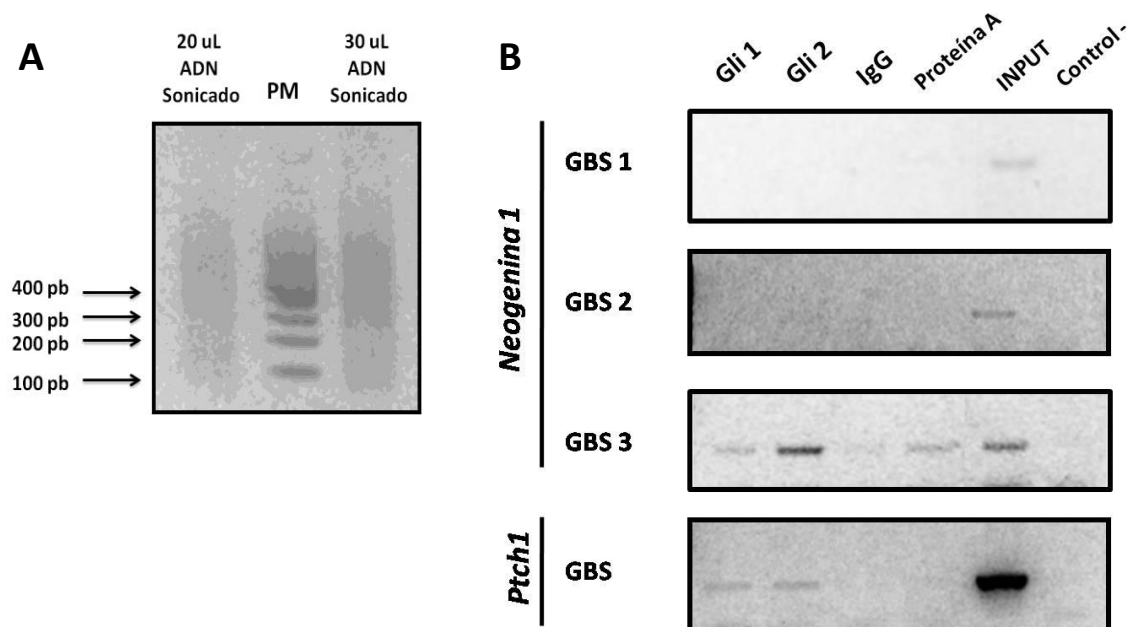 A
20 uL
ADN
Sonicado
PM
30 uL
ADN
Sonicado
400 pb
300 pb
200 pb
100 pb
B
Gli 1
Gli 2
IgG
Proteína A
INPUT
Control -
Neogenina 1
GBS 1
GBS 2
GBS 3
Ptch1
GBS